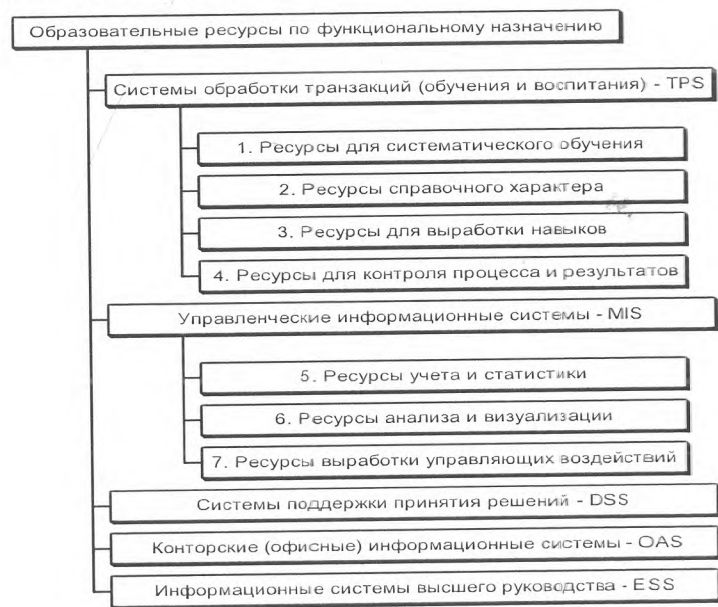 Образовательные ресурсы по функциональному назначению
Системы обработки транзакций (обучения и воспитания) - TPS
1. Ресурсы для систематического обучения
2. Ресурсы справочного характера
3. Ресурсы для выработки навыков
4. Ресурсы для контроля процесса и результатов
Управленческие информационные системы - MIS
5. Ресурсы учета и статистики
6. Ресурсы анализа и визуализации
7. Ресурсы выработки управляющих воздействий
Системы поддержки принятия решений - DSS
Конторские (офисные) информационные системы - OAS
Информационные системы высшего руководства - ESS